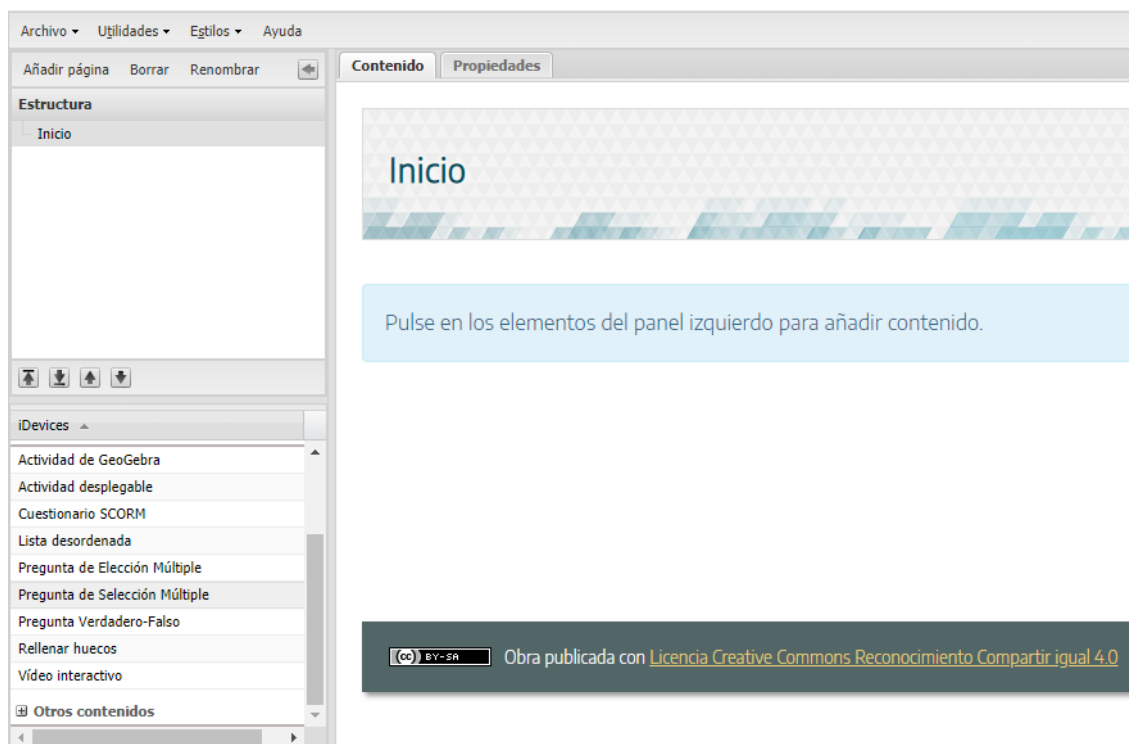 Archivo Utilidades Estilos Ayuda
Añadir página Borrar Renombrar
Estructura
Inicio
iDevices
Actividad de GeoGebra
Actividad desplegable
Cuestionario SCORM
Lista desordenada
Pregunta de Elección Múltiple
Pregunta de Selección Múltiple
Pregunta Verdadero-Falso
Rellenar huecos
Vídeo interactivo
Otros contenidos
Contenido Propiedades
Inicio
Pulse en los elementos del panel izquierdo para añadir contenido.
(cc) BY-SA Obra publicada con Licencia Creative Commons Reconocimiento Compartir igual 4.0